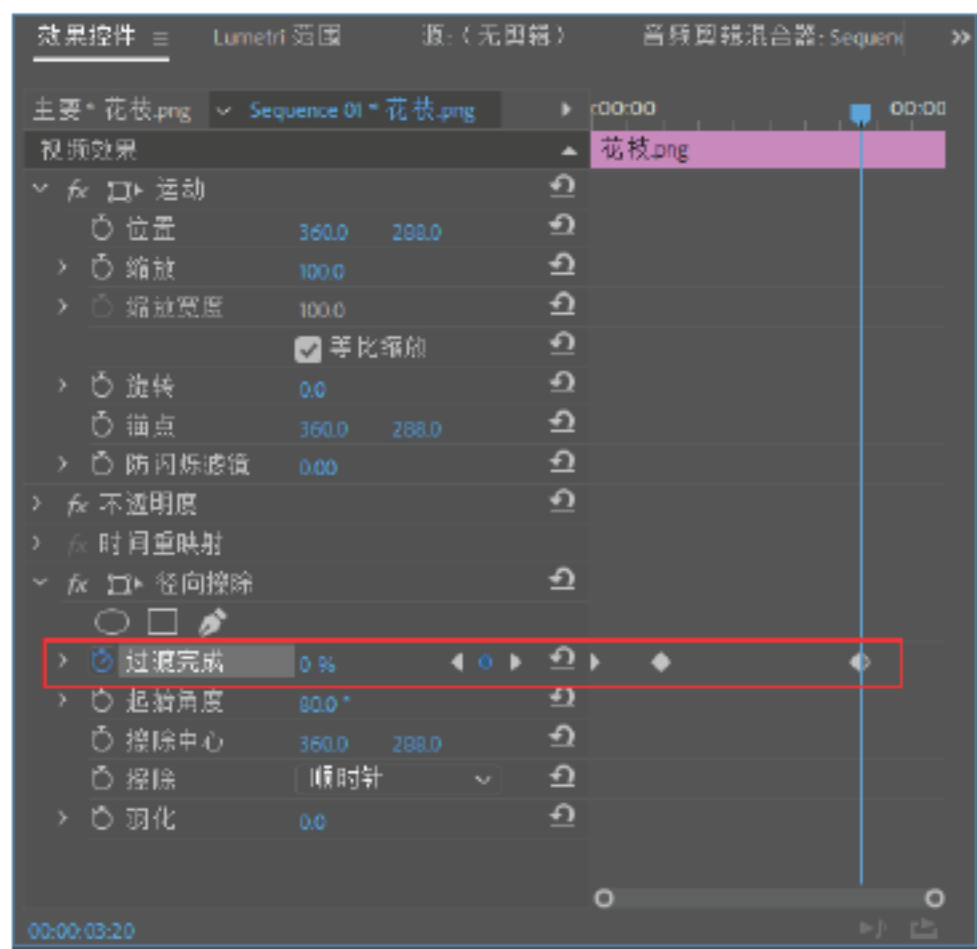 效果控件 Lumetri 范围 源:（无剪辑） 音频剪辑混合器: Sequenc
主要* 花枝.png Sequence 01 * 花枝.png :00:00 00:00
视频效果 花枝.png
fx 运动
位置 360.0 288.0
缩放 100.0
缩放宽度 100.0
等比缩放
旋转 0.0
锚点 360.0 288.0
防闪烁滤镜 0.00
fx 不透明度
fx 时间重映射
fx 径向擦除
过渡完成 0 %
起始角度 80.0 °
擦除中心 360.0 288.0
擦除 顺时针
羽化 0.0
00:00:03:20